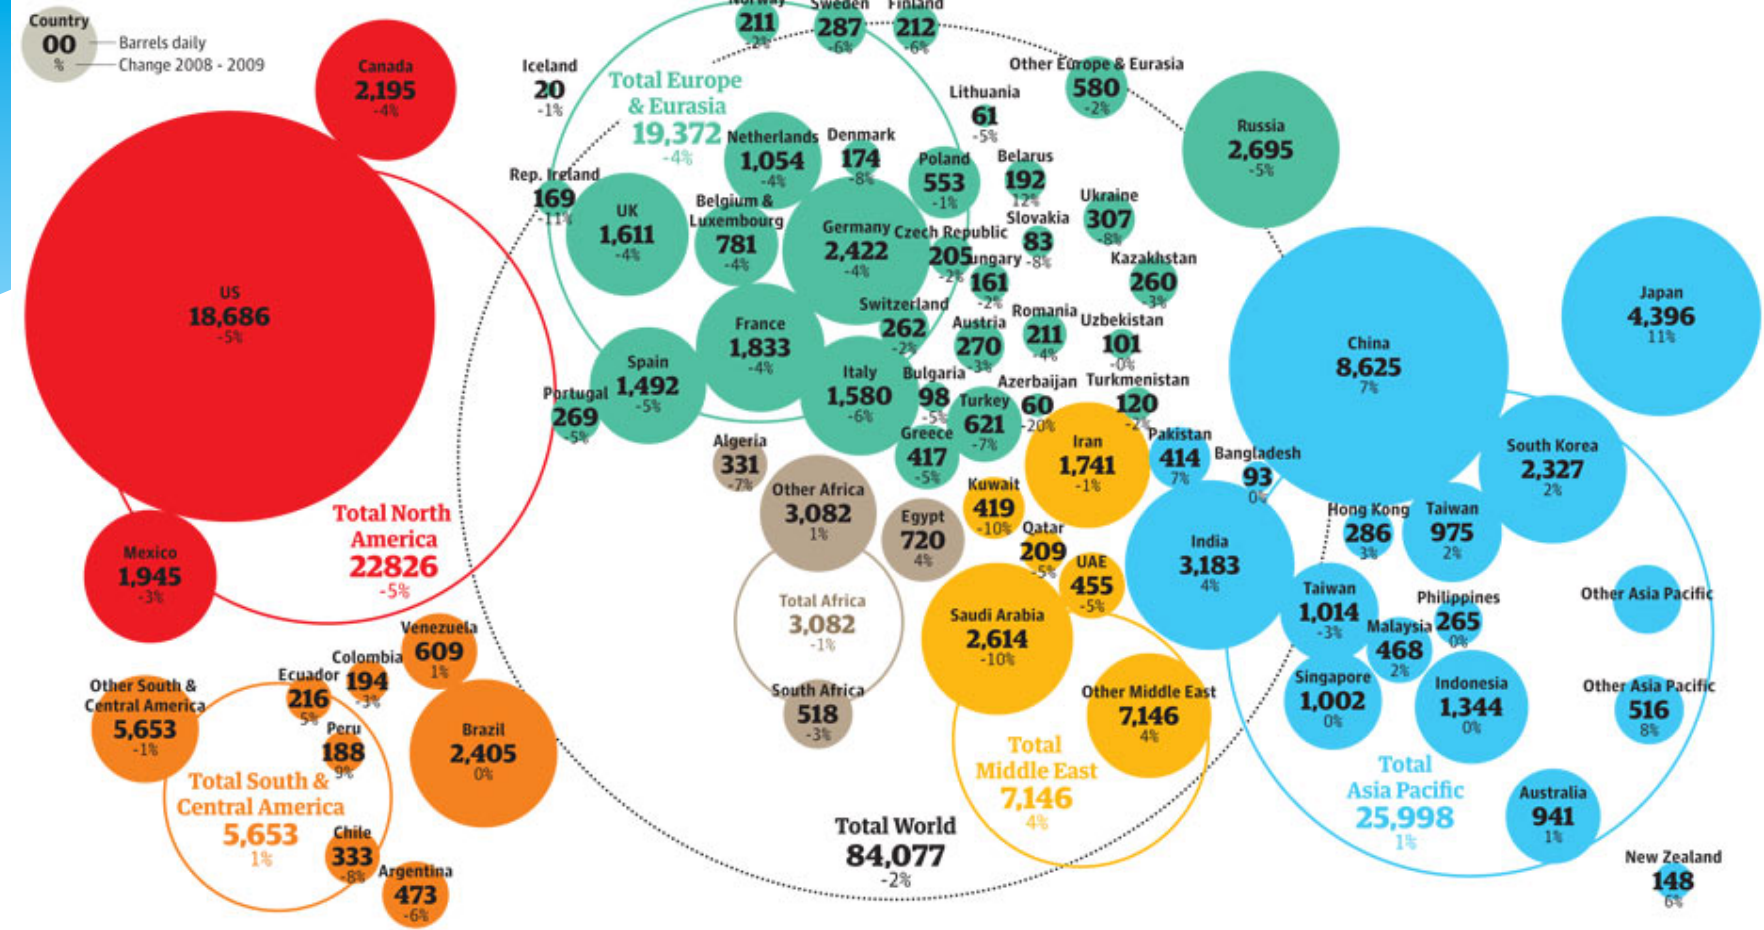 Country
00
%
Barrels daily
Change 2008 - 2009
Canada
2,195
-4%
US
18,686
-5%
Mexico
1,945
-3%
Total North
America
22826
-5%
Norway
211
-2%
Sweden
287
-6%
Finland
212
-6%
Iceland
20
-1%
Total Europe
& Eurasia
19,372
-4%
Other Europe & Eurasia
580
-2%
Lithuania
61
-5%
Russia
2,695
-5%
Netherlands
1,054
-4%
Denmark
174
-8%
Poland
553
-1%
Belarus
192
12%
Rep. Ireland
169
-11%
UK
1,611
-4%
Belgium &
Luxembourg
781
-4%
Germany
2,422
-4%
Czech Republic
205
-2%
Slovakia
83
-8%
Ukraine
307
-8%
ungary
161
-2%
Kazakhstan
260
-3%
France
1,833
-4%
Switzerland
262
-2%
Austria
270
-3%
Romania
211
-4%
Uzbekistan
101
-0%
Spain
1,492
-5%
Portugal
269
-5%
Italy
1,580
-6%
Bulgaria
98
-5%
Turkey
621
-7%
Azerbaijan
60
-20%
Turkmenistan
120
-2%
Greece
417
-5%
China
8,625
7%
Japan
4,396
11%
Algeria
331
-7%
Other Africa
3,082
1%
Egypt
720
4%
Total Africa
3,082
-1%
South Africa
518
-3%
Kuwait
419
-10%
Iran
1,741
-1%
Qatar
209
-5%
UAE
455
-5%
Saudi Arabia
2,614
-10%
Other Middle East
7,146
4%
Total
Middle East
7,146
4%
Pakistan
414
7%
Bangladesh
93
0%
India
3,183
4%
South Korea
2,327
2%
Hong Kong
286
3%
Taiwan
975
2%
Taiwan
1,014
-3%
Philippines
265
0%
Malaysia
468
2%
Other Asia Pacific
Singapore
1,002
0%
Indonesia
1,344
0%
Other Asia Pacific
516
8%
Total
Asia Pacific
25,998
1%
Australia
941
1%
New Zealand
148
6%
Venezuela
609
1%
Colombia
194
-3%
Ecuador
216
5%
Other South &
Central America
5,653
-1%
Peru
188
9%
Brazil
2,405
0%
Total South &
Central America
5,653
1%
Chile
333
-8%
Argentina
473
-6%
Total World
84,077
-2%